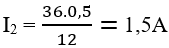 I₂ = 36.0,5/12 = 1,5A